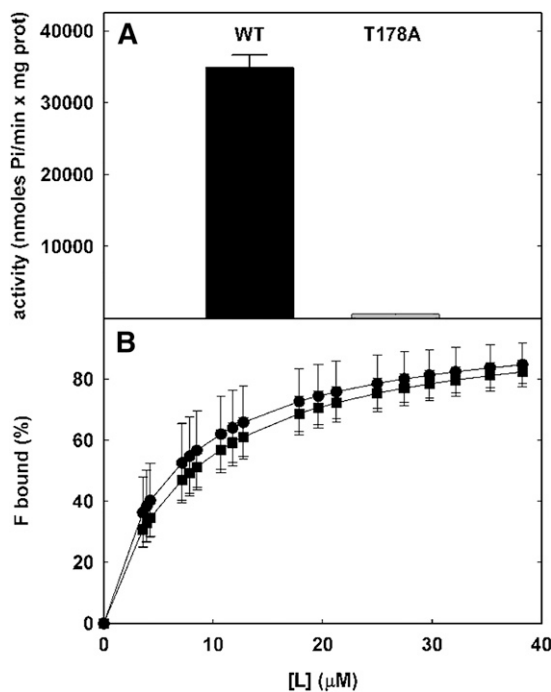 A
WT
T178A
activity (nmoles Pi/min x mg prot)
40000
30000
20000
10000
B
F bound (%)
80
60
40
20
0
0
10
20
30
40
[L] (μM)